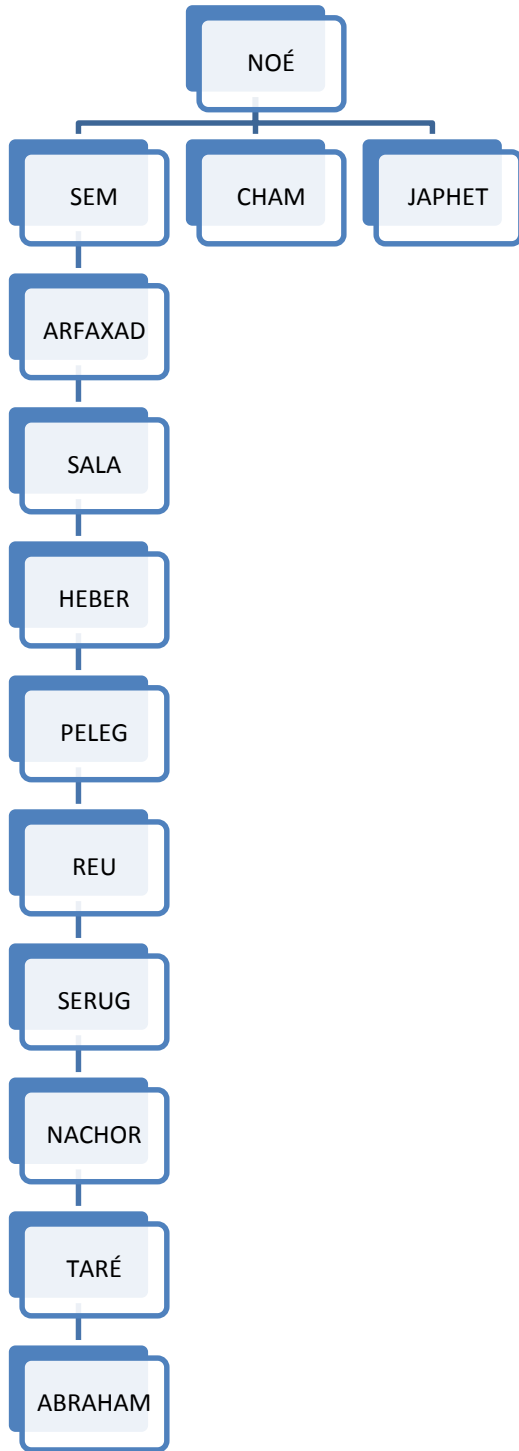 NOÉ
SEM CHAM JAPHET
ARFAXAD
SALA
HEBER
PELEG
REU
SERUG
NACHOR
TARÉ
ABRAHAM